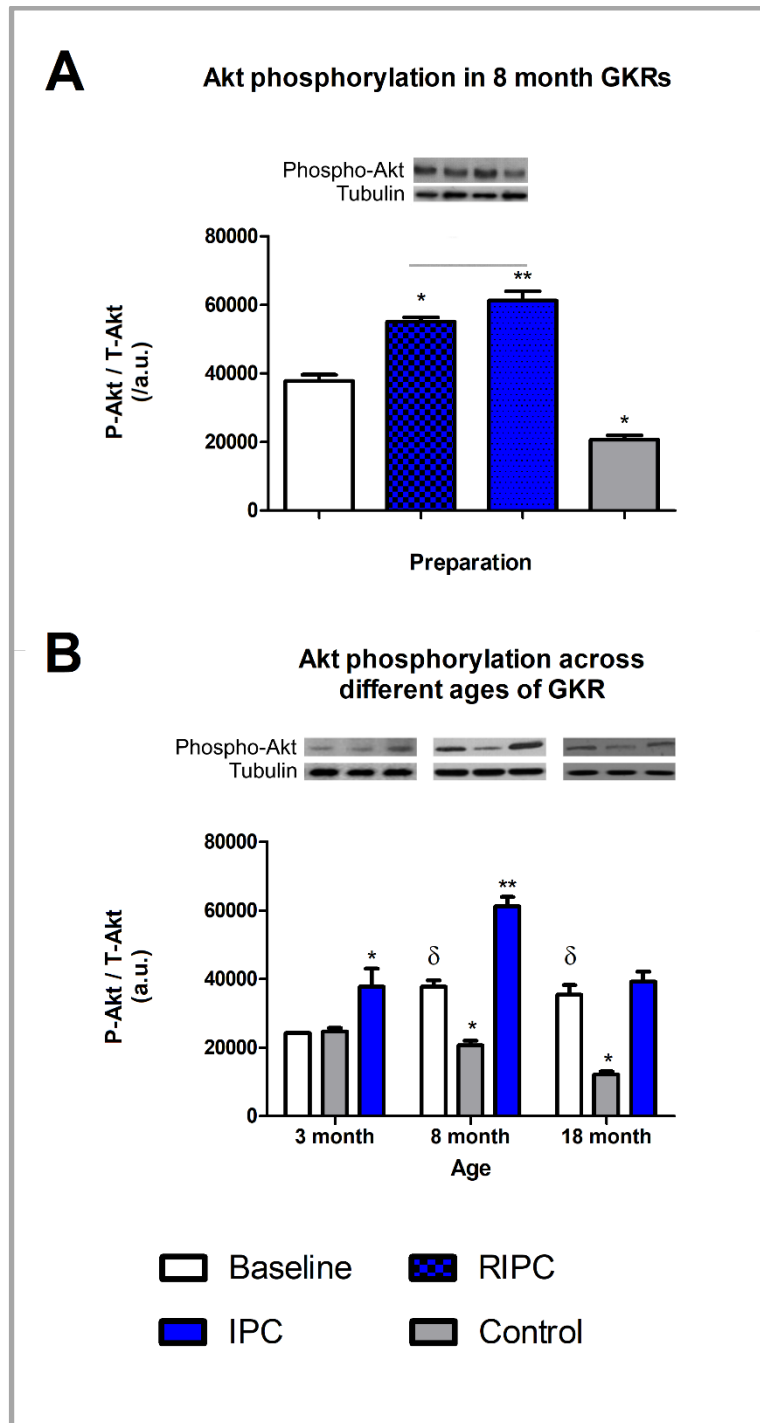 A
Akt phosphorylation in 8 month GKRs
Phospho-Akt
Tubulin
80000
60000
40000
20000
0
P-Akt / T-Akt
(/a.u.)
*
**
*
Preparation
B
Akt phosphorylation across
different ages of GKR
Phospho-Akt
Tubulin
80000
60000
40000
20000
0
P-Akt / T-Akt
(a.u.)
*
δ
*
**
δ
*
3 month 8 month 18 month
Age
Baseline RIPC
IPC Control